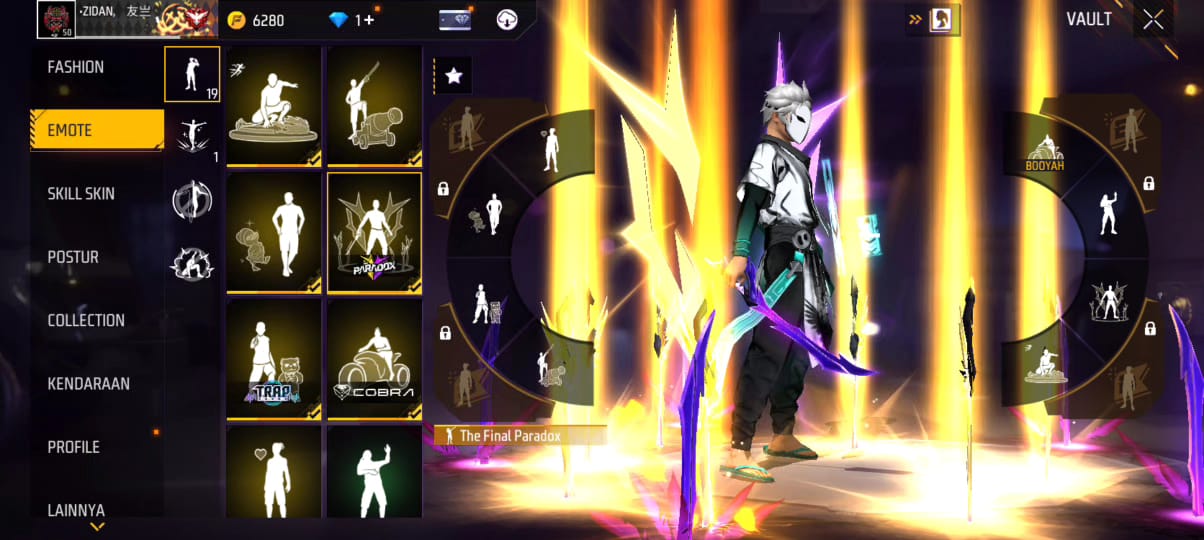 ·ZIDAN, 友
50
6280
1+
VAULT
FASHION
19
EMOTE
1
SKILL SKIN
POSTUR
COLLECTION
KENDARAAN
PROFILE
LAINNYA
PARADOX
TRAP
COBRA
BOOYAH
The Final Paradox